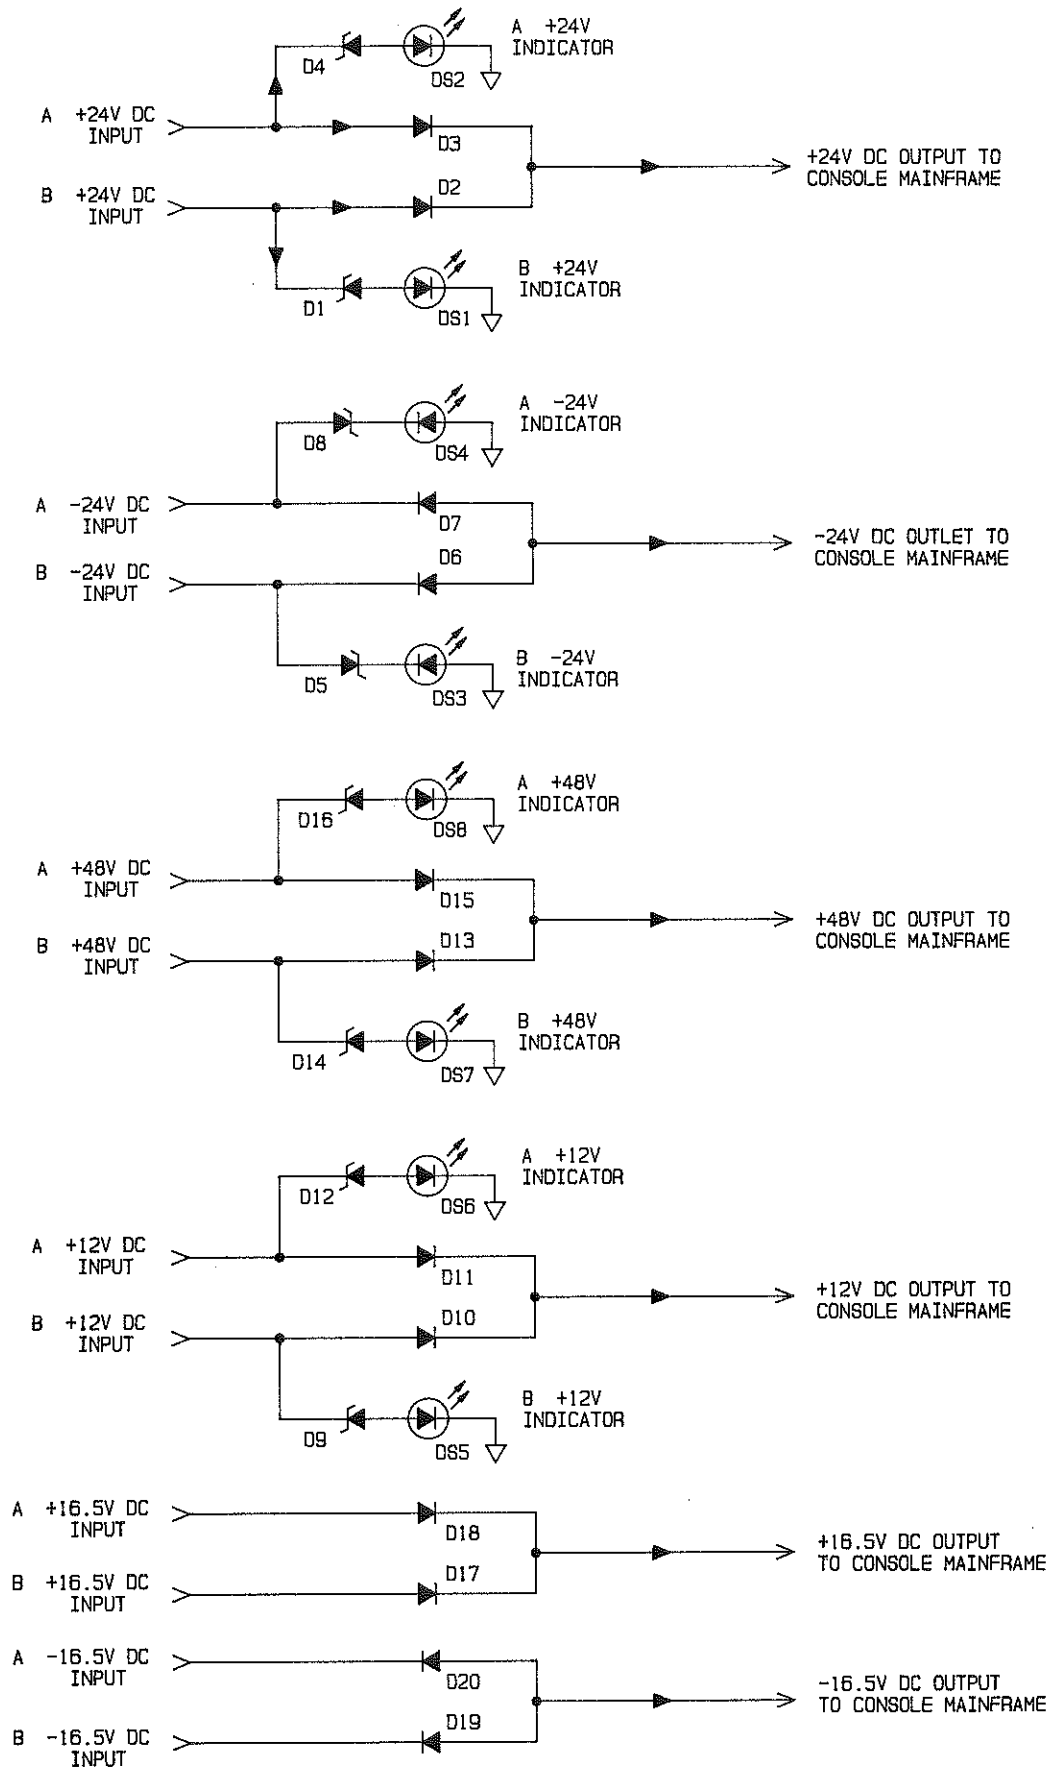 A +24V
INDICATOR
D4
DS2
A +24V DC
INPUT
D3
+24V DC OUTPUT TO
CONSOLE MAINFRAME
B +24V DC
INPUT
D2
B +24V
INDICATOR
D1
DS1
A -24V
INDICATOR
D8
DS4
A -24V DC
INPUT
D7
-24V DC OUTLET TO
CONSOLE MAINFRAME
D6
B -24V DC
INPUT
B -24V
INDICATOR
D5
DS3
A +48V
INDICATOR
D16
DS8
A +48V DC
INPUT
D15
+48V DC OUTPUT TO
CONSOLE MAINFRAME
B +48V DC
INPUT
D13
B +48V
INDICATOR
D14
DS7
A +12V
INDICATOR
D12
DS6
A +12V DC
INPUT
D11
+12V DC OUTPUT TO
CONSOLE MAINFRAME
B +12V DC
INPUT
D10
B +12V
INDICATOR
D9
DS5
A +16.5V DC
INPUT
D18
+16.5V DC OUTPUT
TO CONSOLE MAINFRAME
B +16.5V DC
INPUT
D17
A -16.5V DC
INPUT
D20
-16.5V DC OUTPUT
TO CONSOLE MAINFRAME
D19
B -16.5V DC
INPUT